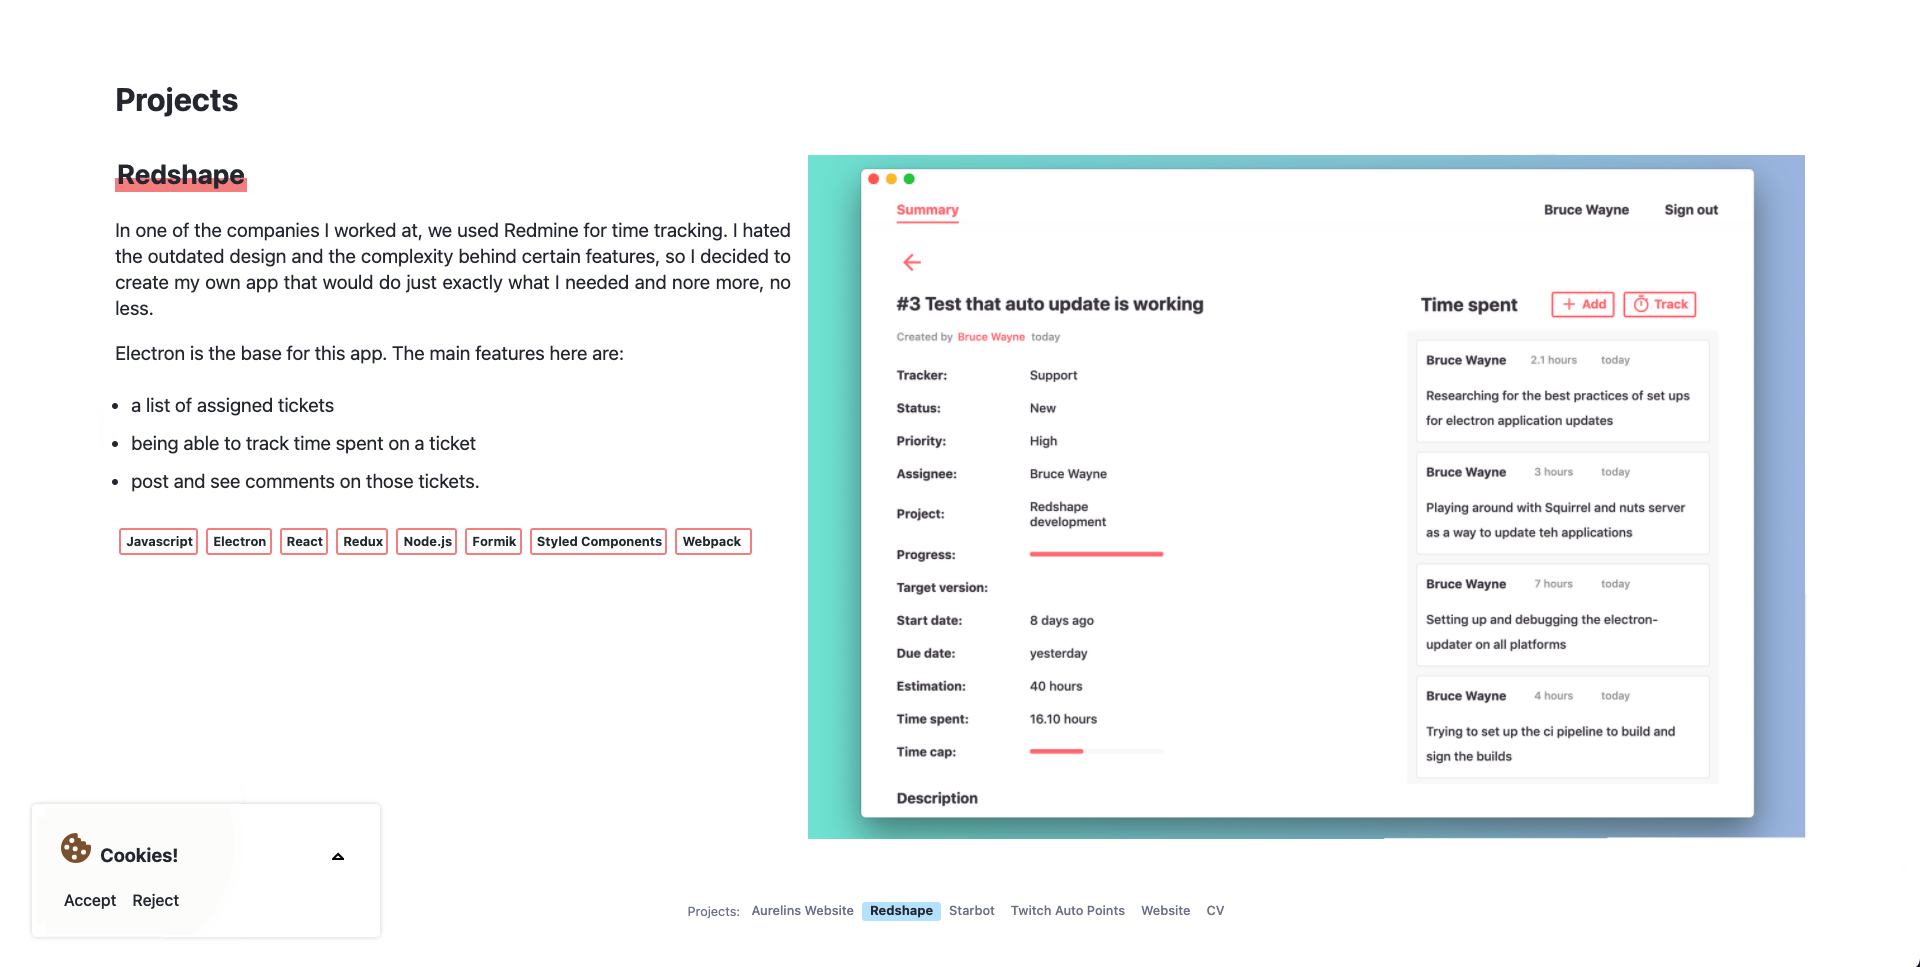 Projects
Redshape
In one of the companies I worked at, we used Redmine for time tracking. I hated
the outdated design and the complexity behind certain features, so I decided to
create my own app that would do just exactly what I needed and nore more, no
less.
Electron is the base for this app. The main features here are:
• a list of assigned tickets
• being able to track time spent on a ticket
• post and see comments on those tickets.
Javascript Electron React Redux Node.js Formik Styled Components Webpack
Summary Bruce Wayne Sign out
#3 Test that auto update is working
Created by Bruce Wayne today
Tracker: Support
Status: New
Priority: High
Assignee: Bruce Wayne
Project: Redshape
development
Progress:
Target version:
Start date: 8 days ago
Due date: yesterday
Estimation: 40 hours
Time spent: 16.10 hours
Time cap:
Description
Time spent + Add Track
Bruce Wayne 2.1 hours today
Researching for the best practices of set ups
for electron application updates
Bruce Wayne 3 hours today
Playing around with Squirrel and nuts server
as a way to update teh applications
Bruce Wayne 7 hours today
Setting up and debugging the electron-
updater on all platforms
Bruce Wayne 4 hours today
Trying to set up the ci pipeline to build and
sign the builds
Cookies!
Accept Reject
Projects: Aurelins Website Redshape Starbot Twitch Auto Points Website CV